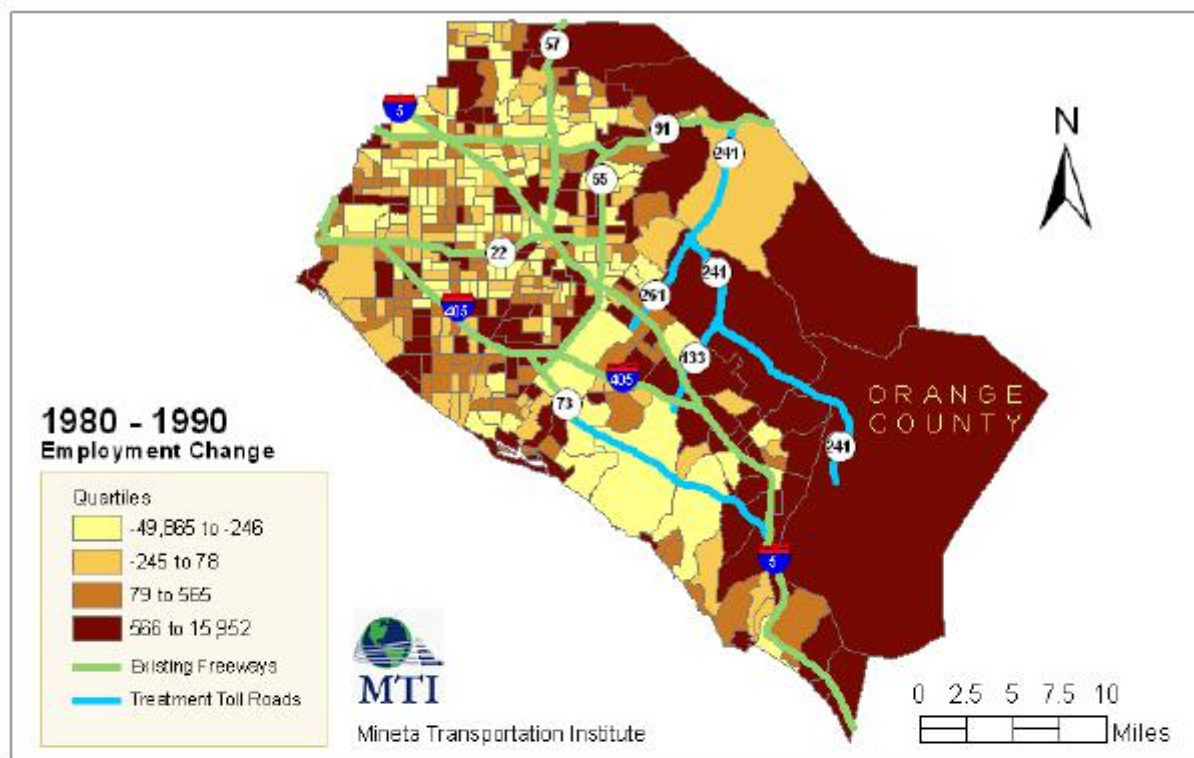 57
5
91
241
55
22
241
261
405
133
405
73
241
5
N
ORANGE
COUNTY
1980 - 1990
Employment Change
Quartiles
-49,865 to -246
-245 to 78
79 to 565
566 to 15,952
Existing Freeways
Treatment Toll Roads
MTI
Mineta Transportation Institute
0 2.5 5 7.5 10
Miles